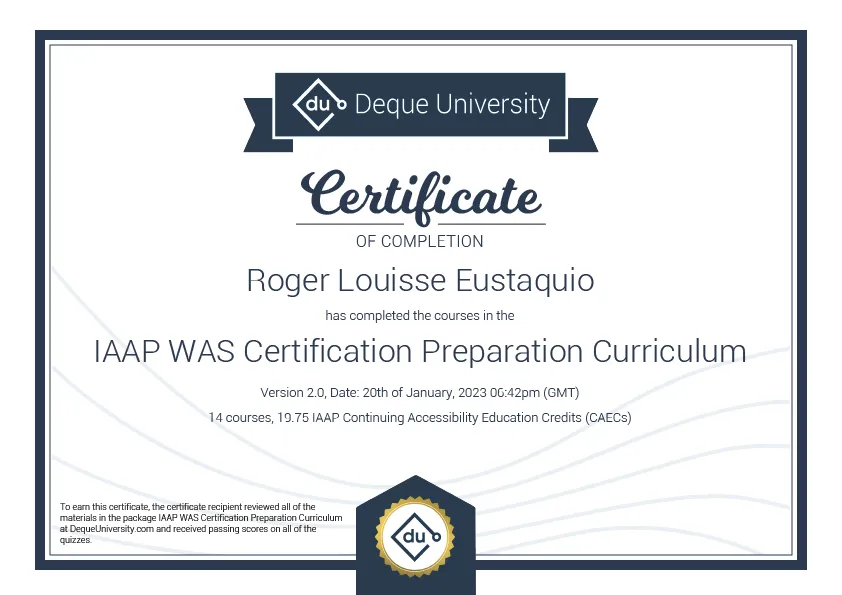 du Deque University
Certificate
OF COMPLETION
Roger Louisse Eustaquio
has completed the courses in the
IAAP WAS Certification Preparation Curriculum
Version 2.0, Date: 20th of January, 2023 06:42pm (GMT)
14 courses, 19.75 IAAP Continuing Accessibility Education Credits (CAECs)
To earn this certificate, the certificate recipient reviewed all of the
materials in the package IAAP WAS Certification Preparation Curriculum
at DequeUniversity.com and received passing scores on all of the
quizzes.
du